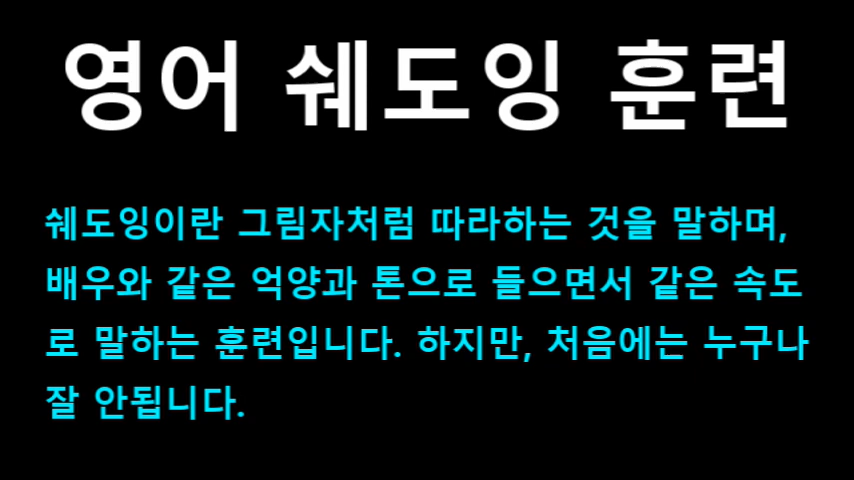 영어 쉐도잉 훈련
쉐도잉이란 그림자처럼 따라하는 것을 말하며,
배우와 같은 억양과 톤으로 들으면서 같은 속도
로 말하는 훈련입니다. 하지만, 처음에는 누구나
잘 안됩니다.